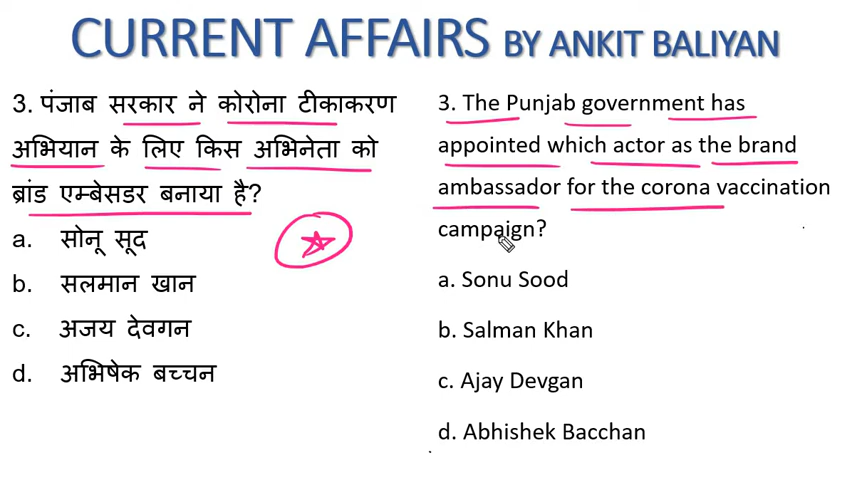 CURRENT AFFAIRS BY ANKIT BALIYAN
3. पंजाब सरकार ने कोरोना टीकाकरण
अभियान के लिए किस अभिनेता को
ब्रांड एम्बेसडर बनाया है?
a. सोनू सूद
b. सलमान खान
c. अजय देवगन
d. अभिषेक बच्चन
3. The Punjab government has
appointed which actor as the brand
ambassador for the corona vaccination
campaign?
a. Sonu Sood
b. Salman Khan
c. Ajay Devgan
d. Abhishek Bacchan